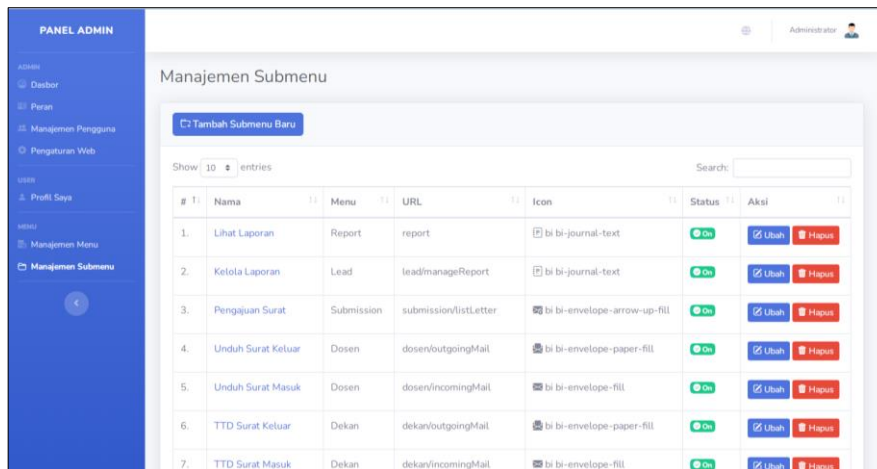 PANEL ADMIN
Administrator
ADMIN
Dasbor
Peran
Manajemen Pengguna
Pengaturan Web
USER
Profil Saya
MENU
Manajemen Menu
Manajemen Submenu
Manajemen Submenu
Tambah Submenu Baru
Show 10 entries Search:
# Nama Menu URL Icon Status Aksi
1. Lihat Laporan Report report bi bi-journal-text On Ubah Hapus
2. Kelola Laporan Lead lead/manageReport bi bi-journal-text On Ubah Hapus
3. Pengajuan Surat Submission submission/listLetter bi bi-envelope-arrow-up-fill On Ubah Hapus
4. Unduh Surat Keluar Dosen dosen/outgoingMail bi bi-envelope-paper-fill On Ubah Hapus
5. Unduh Surat Masuk Dosen dosen/incomingMail bi bi-envelope-fill On Ubah Hapus
6. TTD Surat Keluar Dekan dekan/outgoingMail bi bi-envelope-paper-fill On Ubah Hapus
7. TTD Surat Masuk Dekan dekan/incomingMail bi bi-envelope-fill On Ubah Hapus